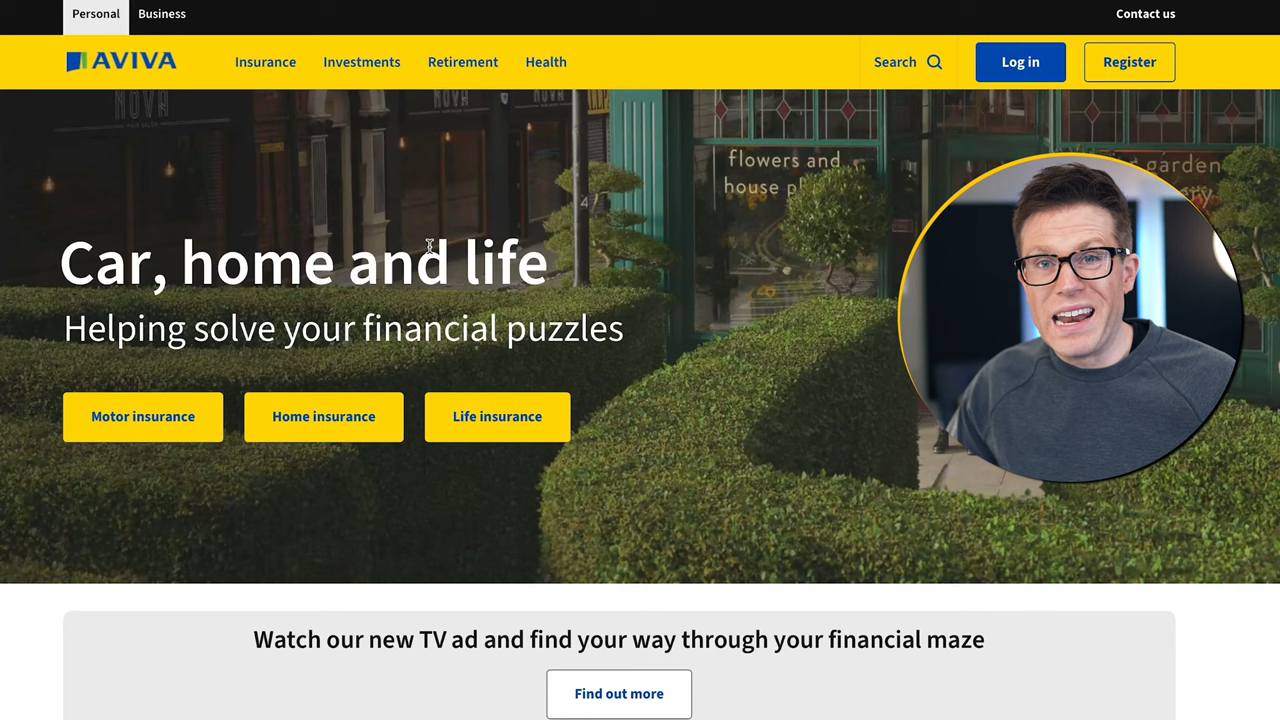 Personal Business Contact us
AVIVA Insurance Investments Retirement Health Search Log in Register
NOVA
flowers and
house pl
garden
Car, home and life
Helping solve your financial puzzles
Motor insurance Home insurance Life insurance
Watch our new TV ad and find your way through your financial maze
Find out more